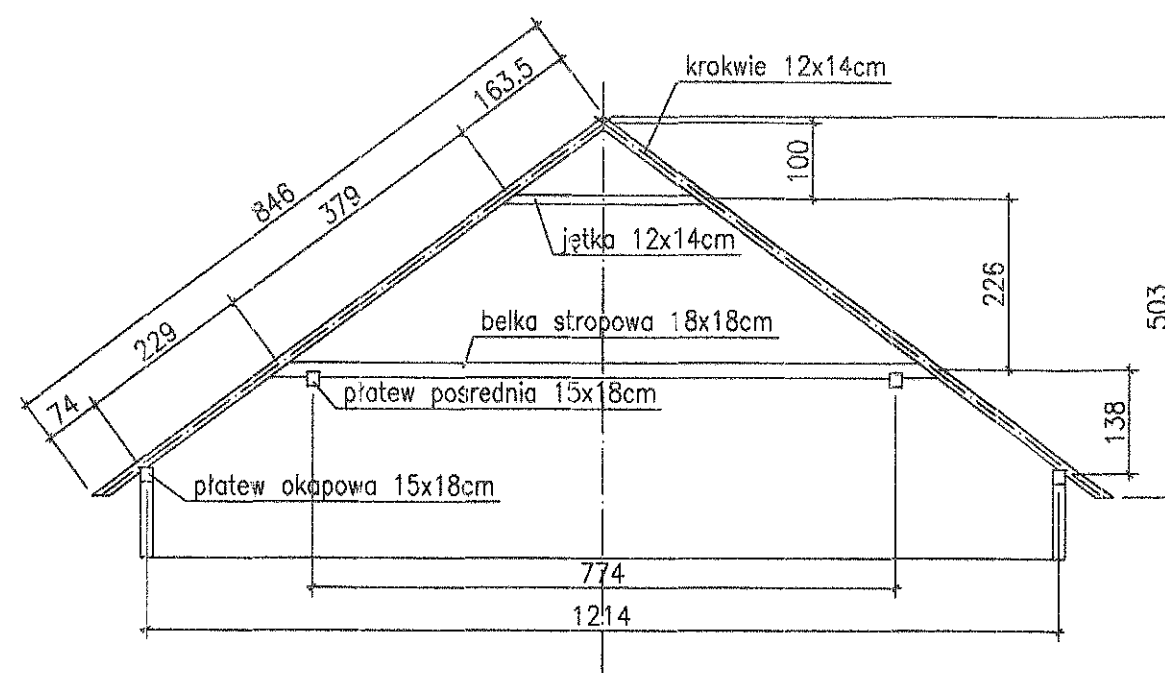 krokwie 12x14cm
163,5
846
379
100
jętka 12x14cm
226
503
belka stropowa 18x18cm
229
74
płatew pośrednia 15x18cm
138
płatew okapowa 15x18cm
774
1214